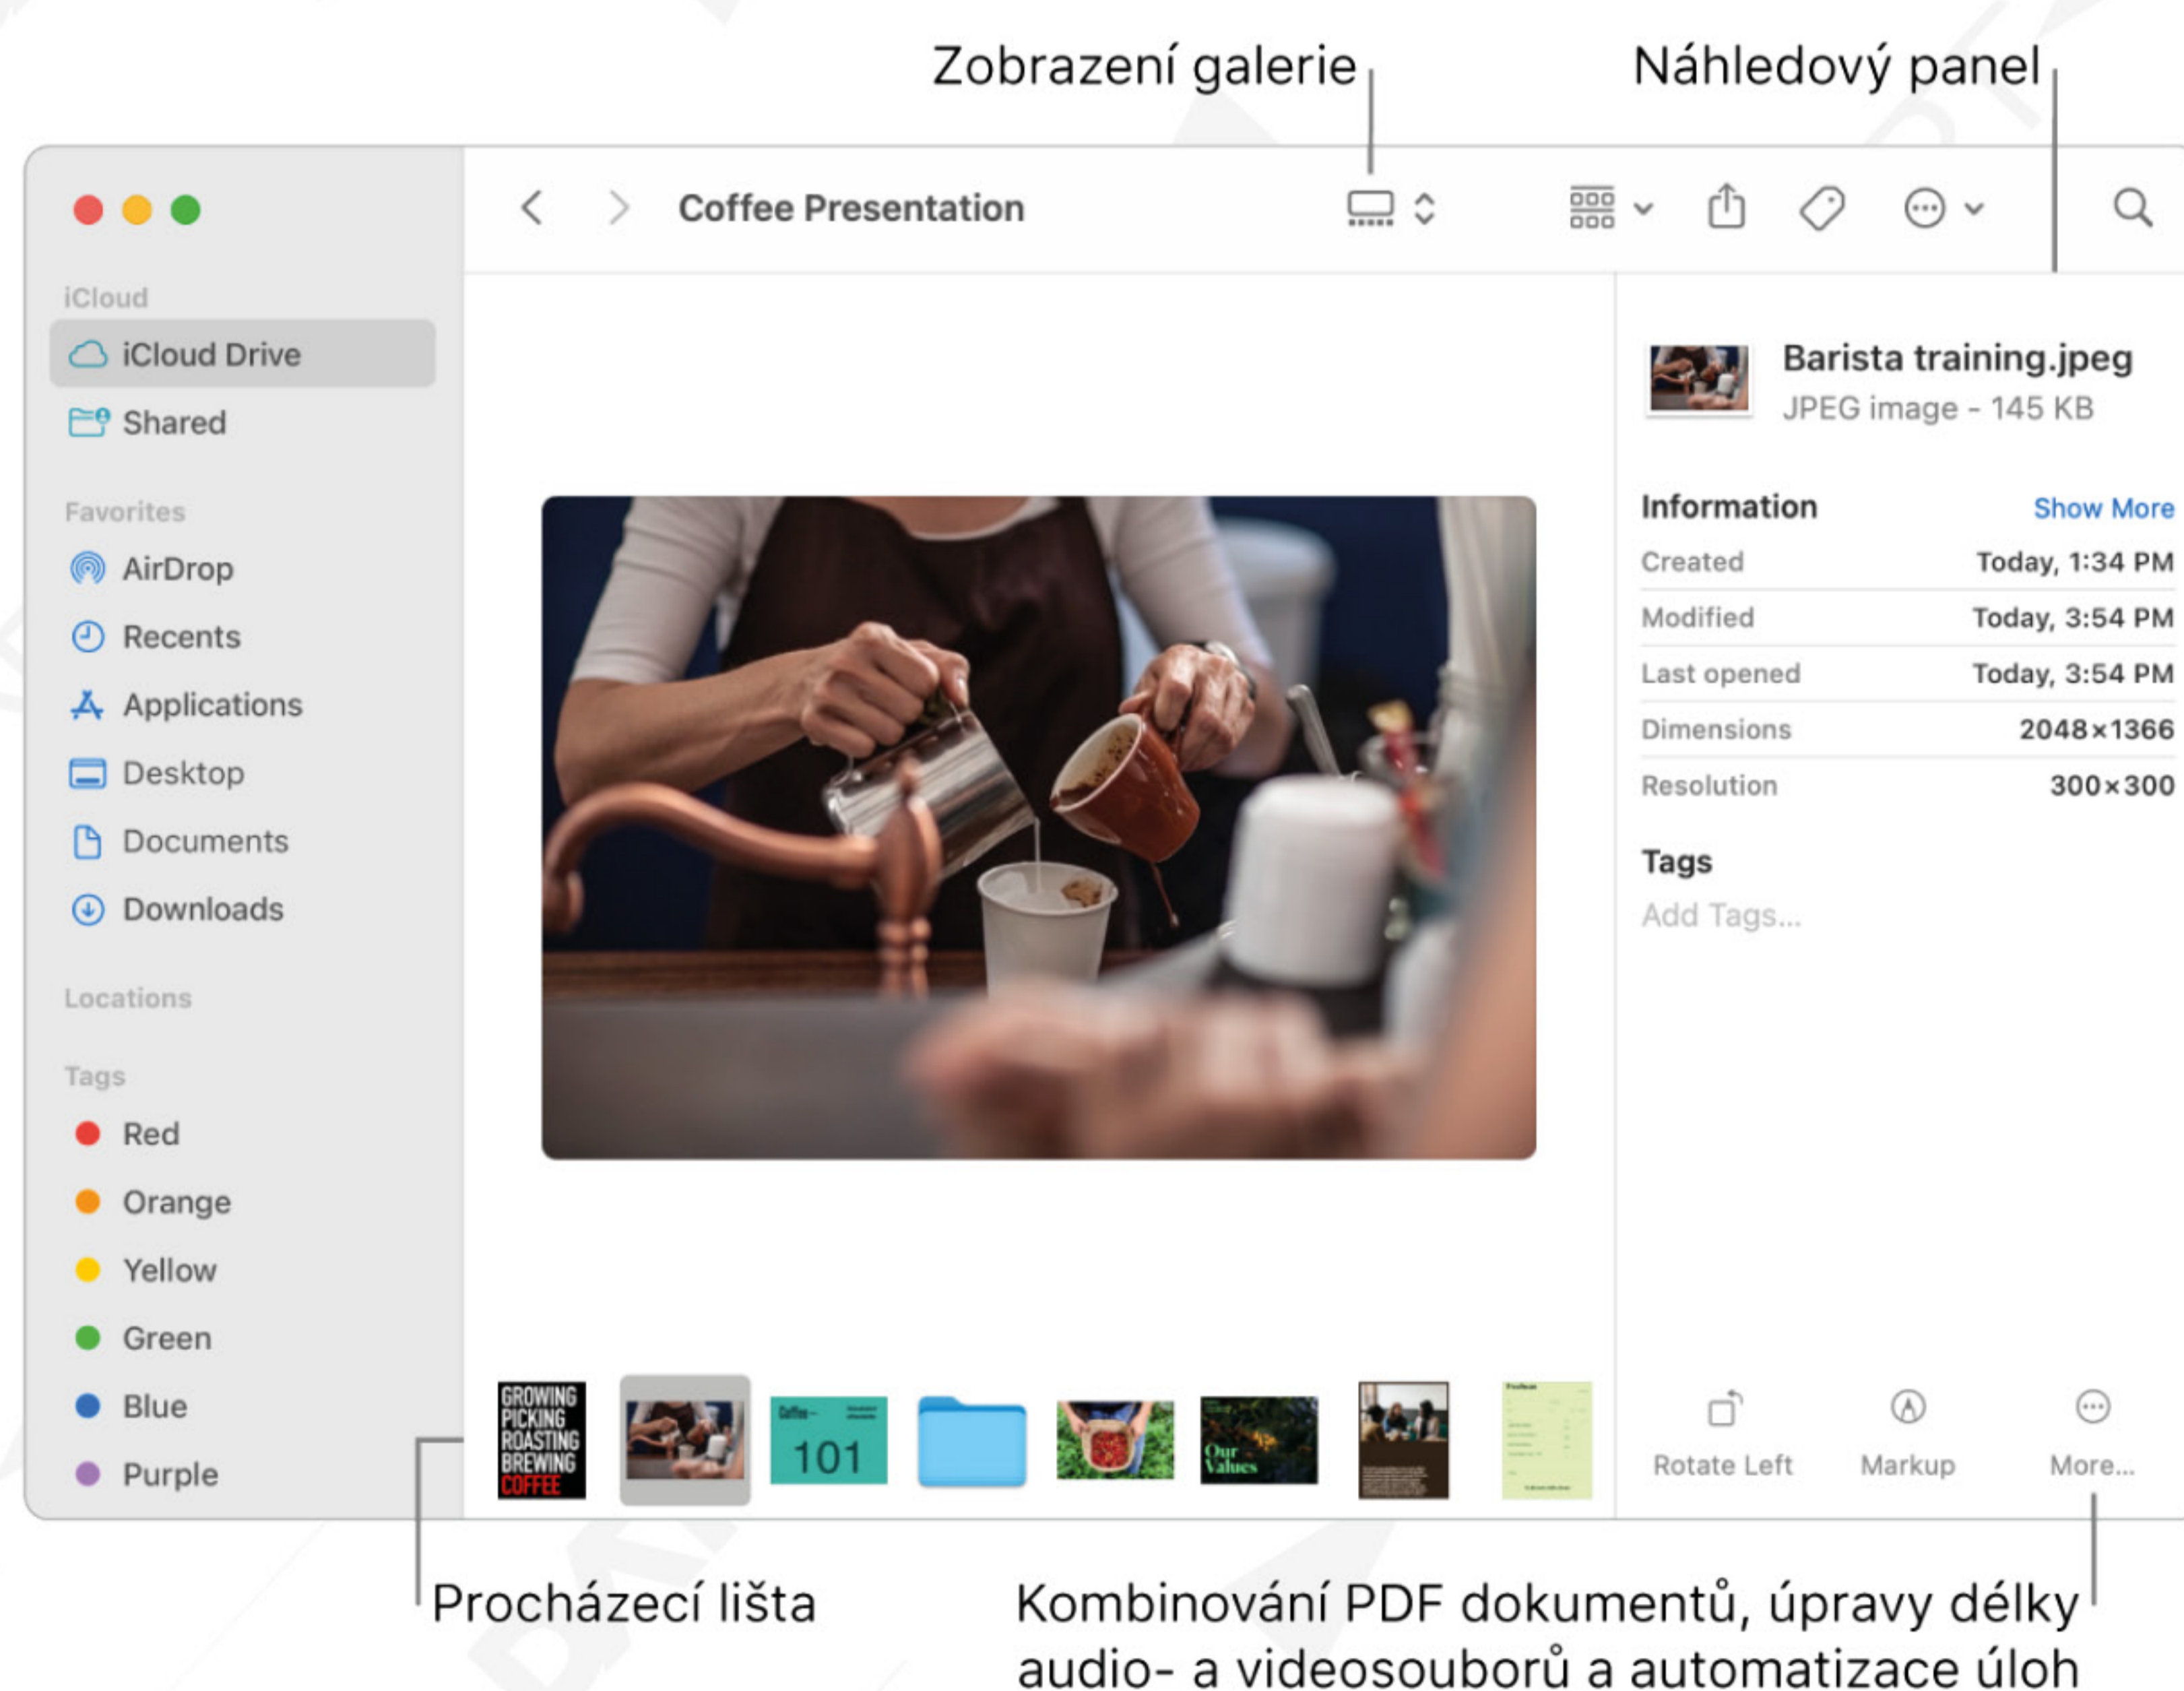 Zobrazení galerie
Náhledový panel
Coffee Presentation
iCloud
iCloud Drive
Shared
Favorites
AirDrop
Recents
Applications
Desktop
Documents
Downloads
Locations
Tags
Red
Orange
Yellow
Green
Blue
Purple
Barista training.jpeg
JPEG image - 145 KB
Information Show More
Created Today, 1:34 PM
Modified Today, 3:54 PM
Last opened Today, 3:54 PM
Dimensions 2048×1366
Resolution 300×300
Tags
Add Tags...
GROWING
PICKING
ROASTING
BREWING
COFFEE
101
Our
Values
Rotate Left
Markup
More...
Procházecí lišta
Kombinování PDF dokumentů, úpravy délky
audio- a videosouborů a automatizace úloh